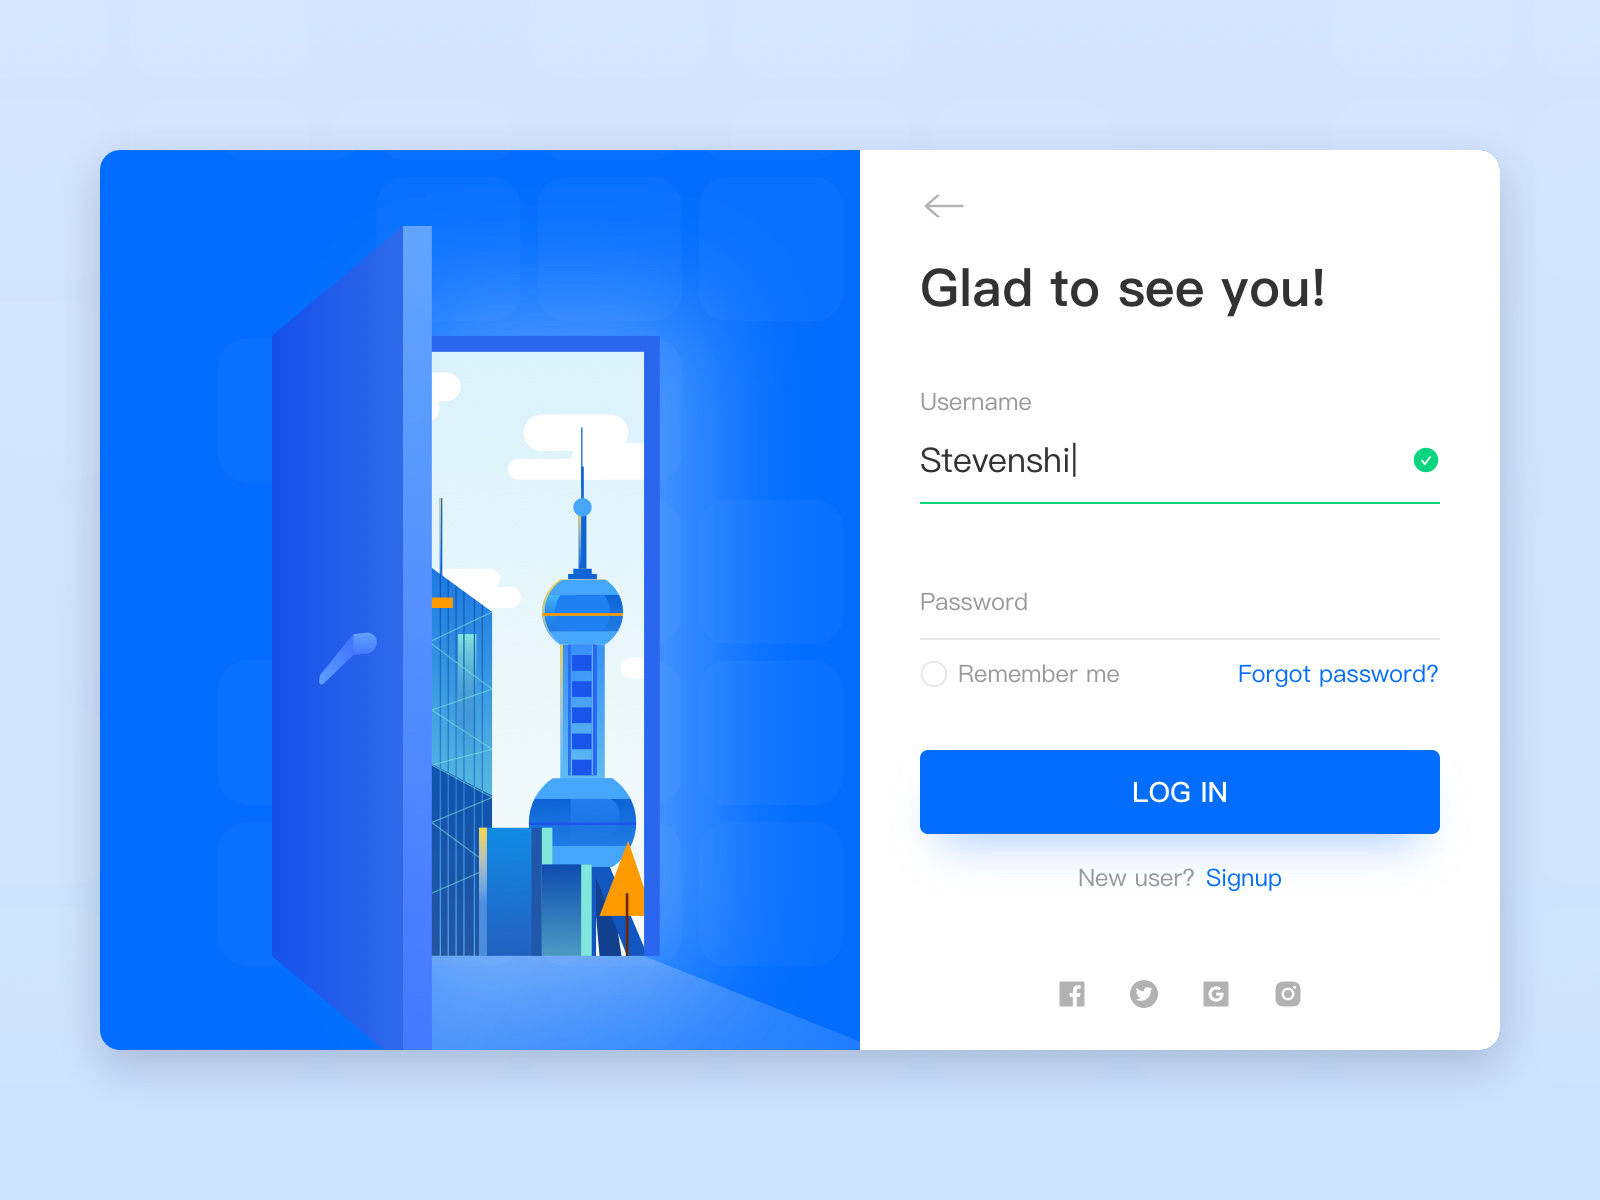 Glad to see you!
Username
Stevenshi
Password
Remember me
Forgot password?
LOG IN
New user? Signup